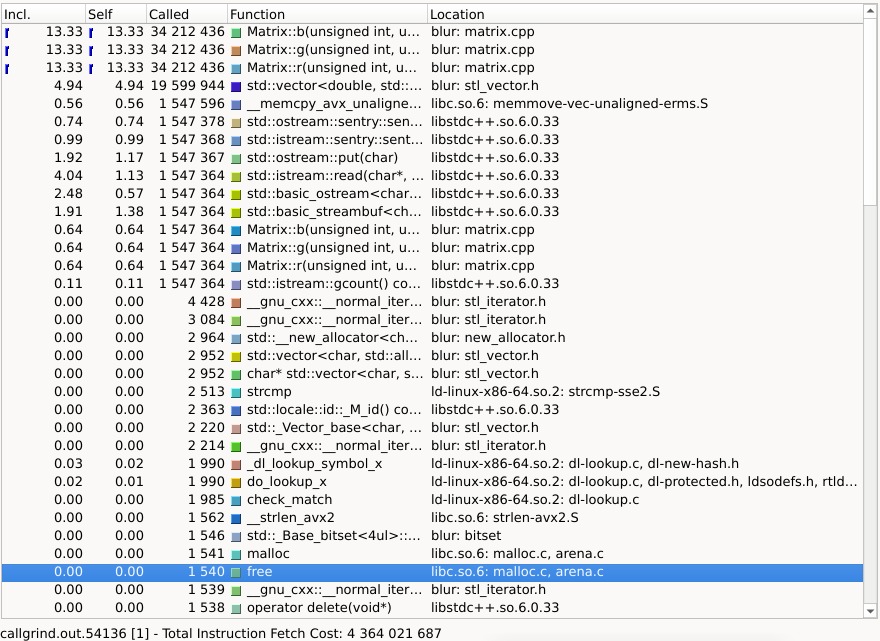 Incl. Self Called Function Location
13.33 13.33 34 212 436 Matrix::b(unsigned int, u... blur: matrix.cpp
13.33 13.33 34 212 436 Matrix::g(unsigned int, u... blur: matrix.cpp
13.33 13.33 34 212 436 Matrix::r(unsigned int, u... blur: matrix.cpp
4.94 4.94 19 599 944 std::vector<double, std::... blur: stl_vector.h
0.56 0.56 1 547 596 __memcpy_avx_unaligne... libc.so.6: memmove-vec-unaligned-erms.S
0.74 0.74 1 547 378 std::ostream::sentry::sen... libstdc++.so.6.0.33
0.99 0.99 1 547 368 std::istream::sentry::sent... libstdc++.so.6.0.33
1.92 1.17 1 547 367 std::ostream::put(char) libstdc++.so.6.0.33
4.04 1.13 1 547 364 std::istream::read(char*, ... libstdc++.so.6.0.33
2.48 0.57 1 547 364 std::basic_ostream<char... libstdc++.so.6.0.33
1.91 1.38 1 547 364 std::basic_streambuf<ch... libstdc++.so.6.0.33
0.64 0.64 1 547 364 Matrix::b(unsigned int, u... blur: matrix.cpp
0.64 0.64 1 547 364 Matrix::g(unsigned int, u... blur: matrix.cpp
0.64 0.64 1 547 364 Matrix::r(unsigned int, u... blur: matrix.cpp
0.11 0.11 1 547 364 std::istream::gcount() co... libstdc++.so.6.0.33
0.00 0.00 4 428 __gnu_cxx::__normal_iter... blur: stl_iterator.h
0.00 0.00 3 084 __gnu_cxx::__normal_iter... blur: stl_iterator.h
0.00 0.00 2 964 std::__new_allocator<ch... blur: new_allocator.h
0.00 0.00 2 952 std::vector<char, std::all... blur: stl_vector.h
0.00 0.00 2 952 char* std::vector<char, s... blur: stl_vector.h
0.00 0.00 2 513 strcmp ld-linux-x86-64.so.2: strcmp-sse2.S
0.00 0.00 2 363 std::locale::id::_M_id() co... libstdc++.so.6.0.33
0.00 0.00 2 220 std::_Vector_base<char, ... blur: stl_vector.h
0.00 0.00 2 214 __gnu_cxx::__normal_iter... blur: stl_iterator.h
0.03 0.02 1 990 _dl_lookup_symbol_x ld-linux-x86-64.so.2: dl-lookup.c, dl-new-hash.h
0.02 0.01 1 990 do_lookup_x ld-linux-x86-64.so.2: dl-lookup.c, dl-protected.h, ldsodefs.h, rtld...
0.00 0.00 1 985 check_match ld-linux-x86-64.so.2: dl-lookup.c
0.00 0.00 1 562 __strlen_avx2 libc.so.6: strlen-avx2.S
0.00 0.00 1 546 std::_Base_bitset<4ul>::... blur: bitset
0.00 0.00 1 541 malloc libc.so.6: malloc.c, arena.c
0.00 0.00 1 540 free libc.so.6: malloc.c, arena.c
0.00 0.00 1 539 __gnu_cxx::__normal_iter... blur: stl_iterator.h
0.00 0.00 1 538 operator delete(void*) libstdc++.so.6.0.33
callgrind.out.54136 [1] - Total Instruction Fetch Cost: 4 364 021 687